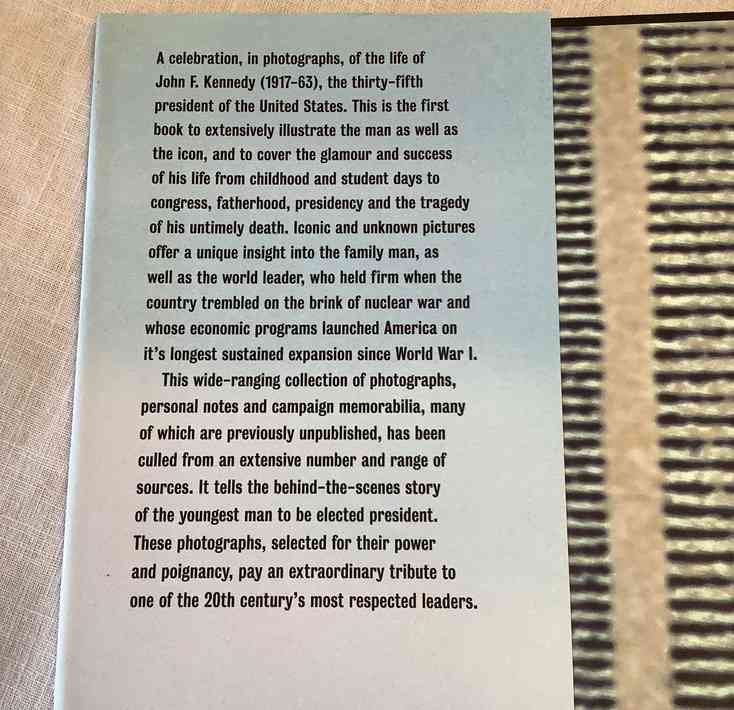 A celebration, in photographs, of the life of
John F. Kennedy (1917–63), the thirty-fifth
president of the United States. This is the first
book to extensively illustrate the man as well as
the icon, and to cover the glamour and success
of his life from childhood and student days to
congress, fatherhood, presidency and the tragedy
of his untimely death. Iconic and unknown pictures
offer a unique insight into the family man, as
well as the world leader, who held firm when the
country trembled on the brink of nuclear war and
whose economic programs launched America on
it's longest sustained expansion since World War I.
This wide-ranging collection of photographs,
personal notes and campaign memorabilia, many
of which are previously unpublished, has been
culled from an extensive number and range of
sources. It tells the behind-the-scenes story
of the youngest man to be elected president.
These photographs, selected for their power
and poignancy, pay an extraordinary tribute to
one of the 20th century's most respected leaders.